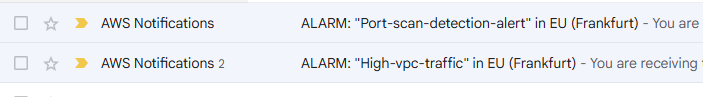 AWS Notifications ALARM: "Port-scan-detection-alert" in EU (Frankfurt) - You are
AWS Notifications 2 ALARM: "High-vpc-traffic" in EU (Frankfurt) - You are receiving